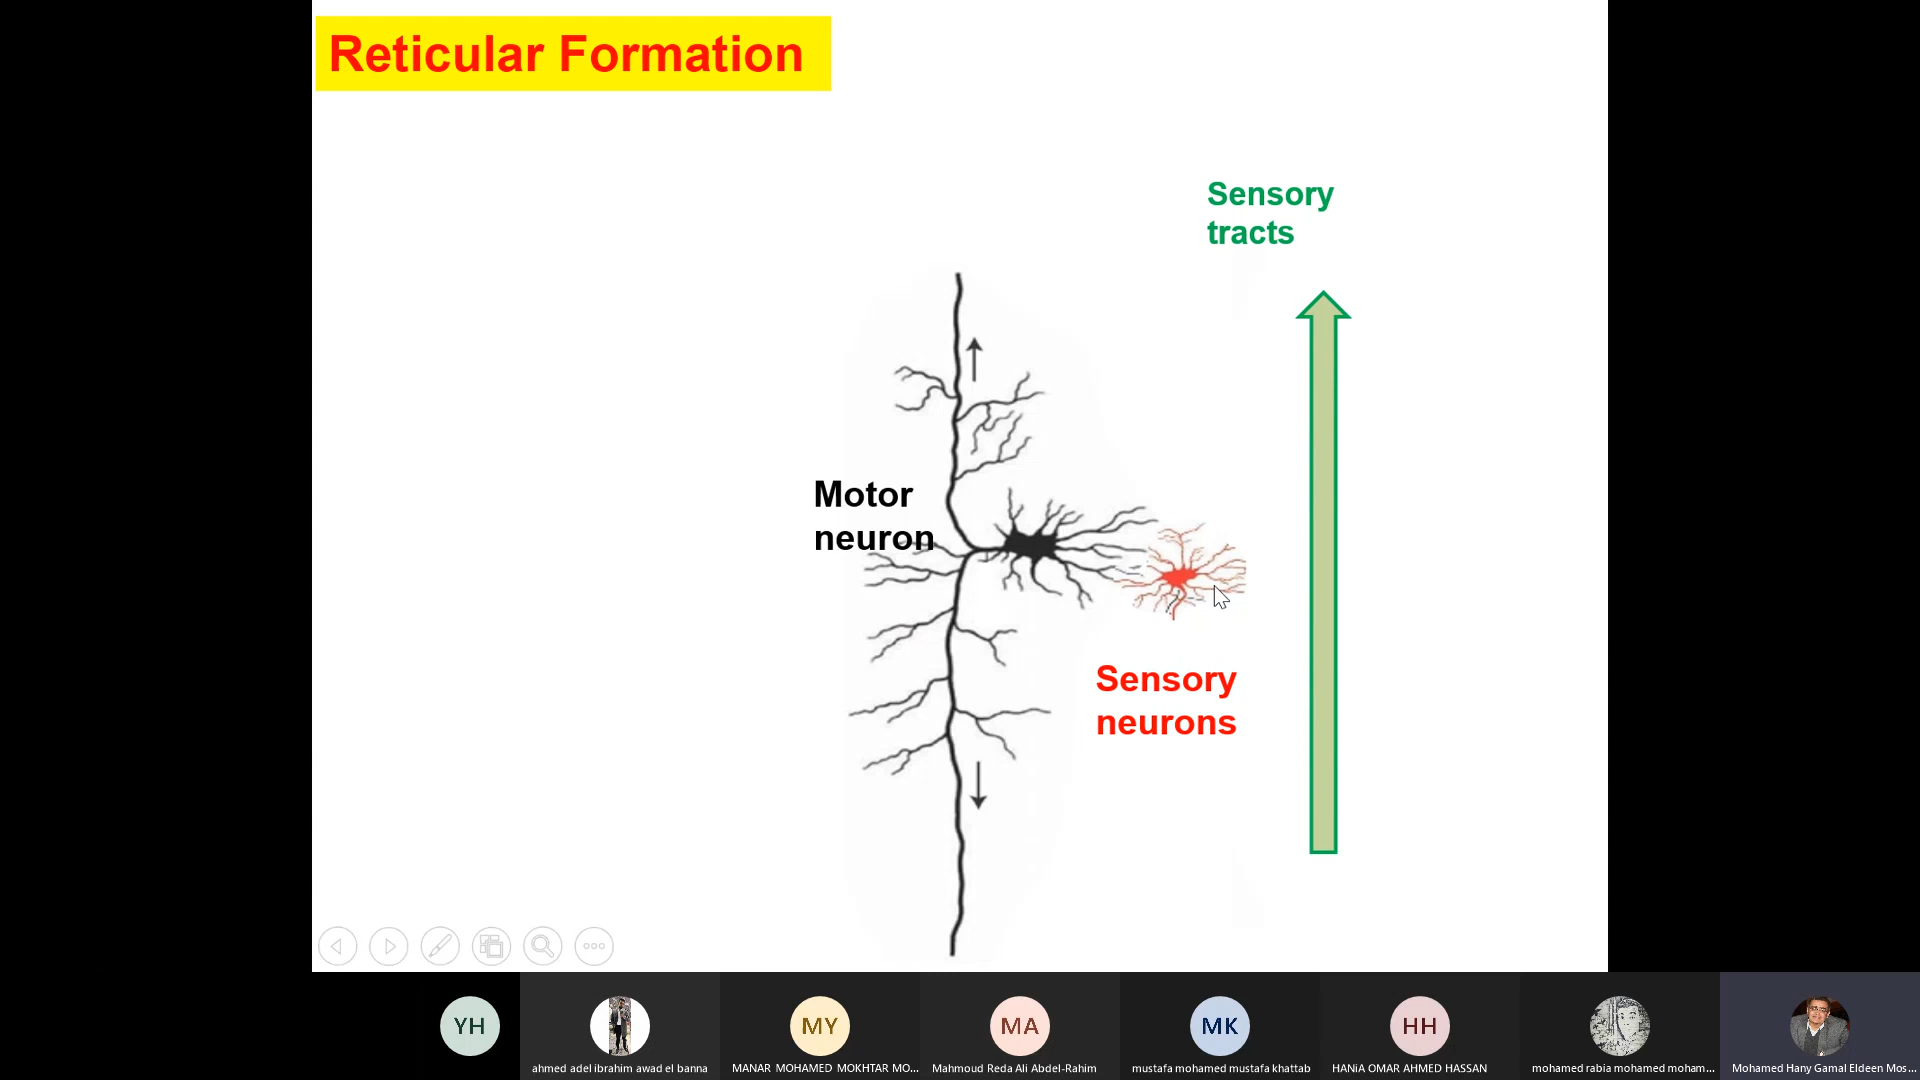 Reticular Formation
Sensory
tracts
Motor
neuron
Sensory
neurons
YH
MY
MA
MK
HH
ahmed adel ibrahim awad el banna
MANAR MOHAMED MOKHTAR MO...
Mahmoud Reda Ali Abdel-Rahim
mustafa mohamed mustafa khattab
HANiA OMAR AHMED HASSAN
mohamed rabia mohamed moham...
Mohamed Hany Gamal Eldeen Mos...